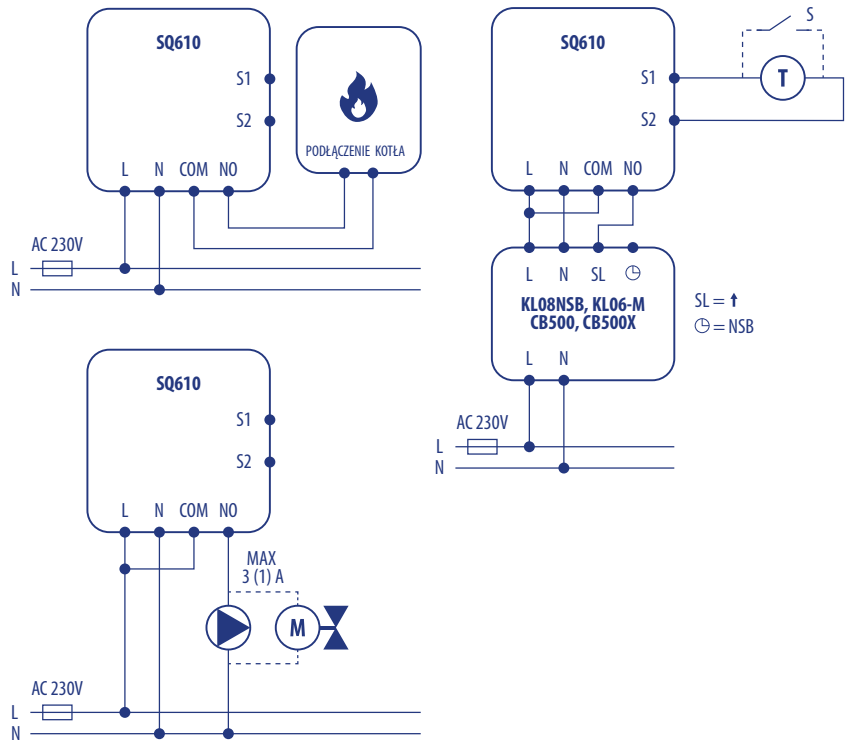 SQ610
S1
S2
L N COM NO
PODŁĄCZENIE KOTŁA
AC 230V
L
N
SQ610
S
T
S1
S2
L N COM NO
L N SL
KL08NSB, KL06-M
CB500, CB500X
L N
SL =
= NSB
AC 230V
L
N
SQ610
S1
S2
L N COM NO
MAX
3 (1) A
M
AC 230V
L
N